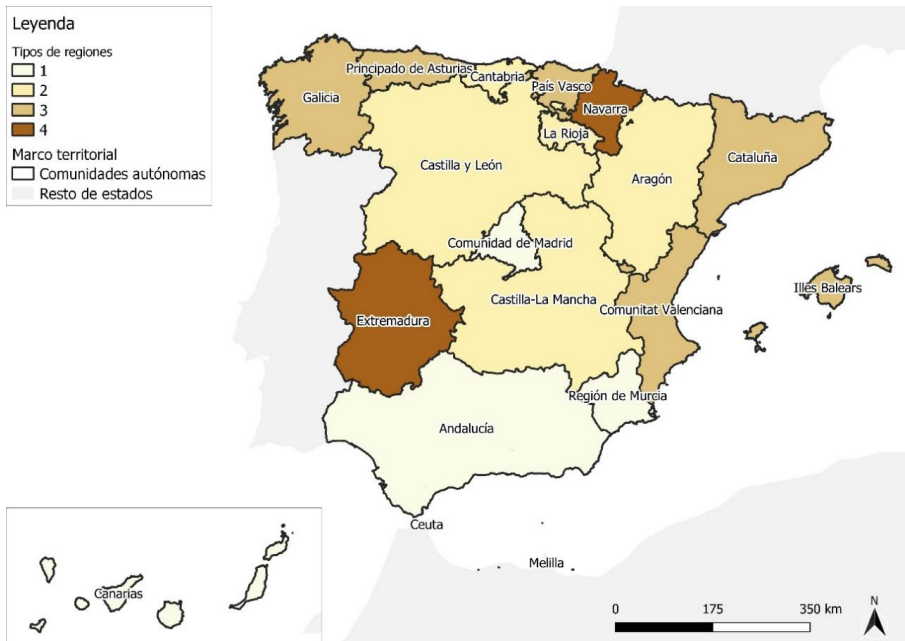 Leyenda
Tipos de regiones
1
2
3
4
Marco territorial
Comunidades autónomas
Resto de estados
Principado de Asturias
Cantabria
País Vasco
Galicia
Navarra
La Rioja
Castilla y León
Cataluña
Aragón
Comunidad de Madrid
Illes Balears
Castilla-La Mancha
Comunitat Valenciana
Extremadura
Región de Murcia
Andalucía
Ceuta
Melilla
Canarias
0 175 350 km
N